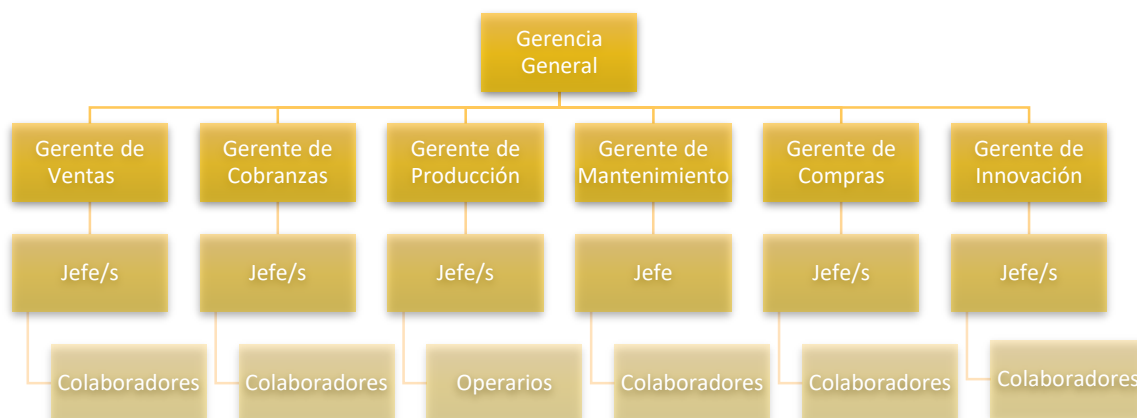 Gerencia
General
Gerente de
Ventas
Gerente de
Cobranzas
Gerente de
Producción
Gerente de
Mantenimiento
Gerente de
Compras
Gerente de
Innovación
Jefe/s
Jefe/s
Jefe/s
Jefe
Jefe/s
Jefe/s
Colaboradores
Colaboradores
Operarios
Colaboradores
Colaboradores
Colaboradores